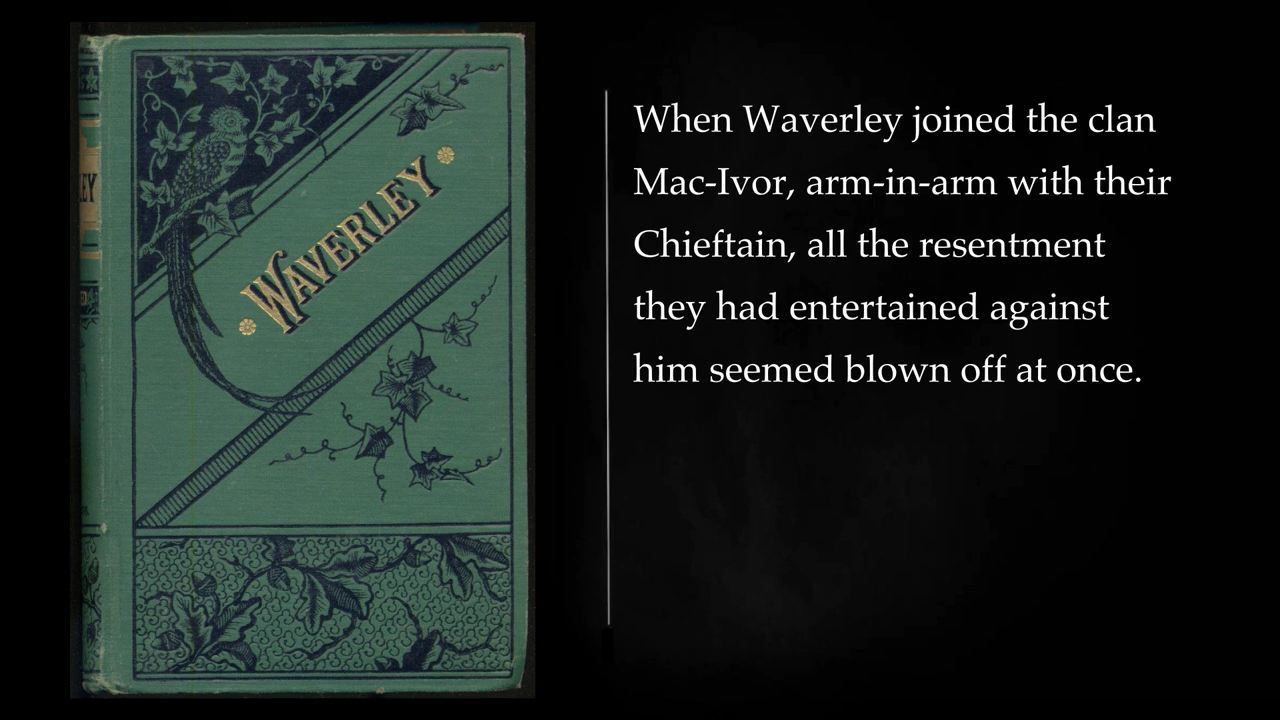 WAVERLEY
EY
When Waverley joined the clan
Mac-Ivor, arm-in-arm with their
Chieftain, all the resentment
they had entertained against
him seemed blown off at once.